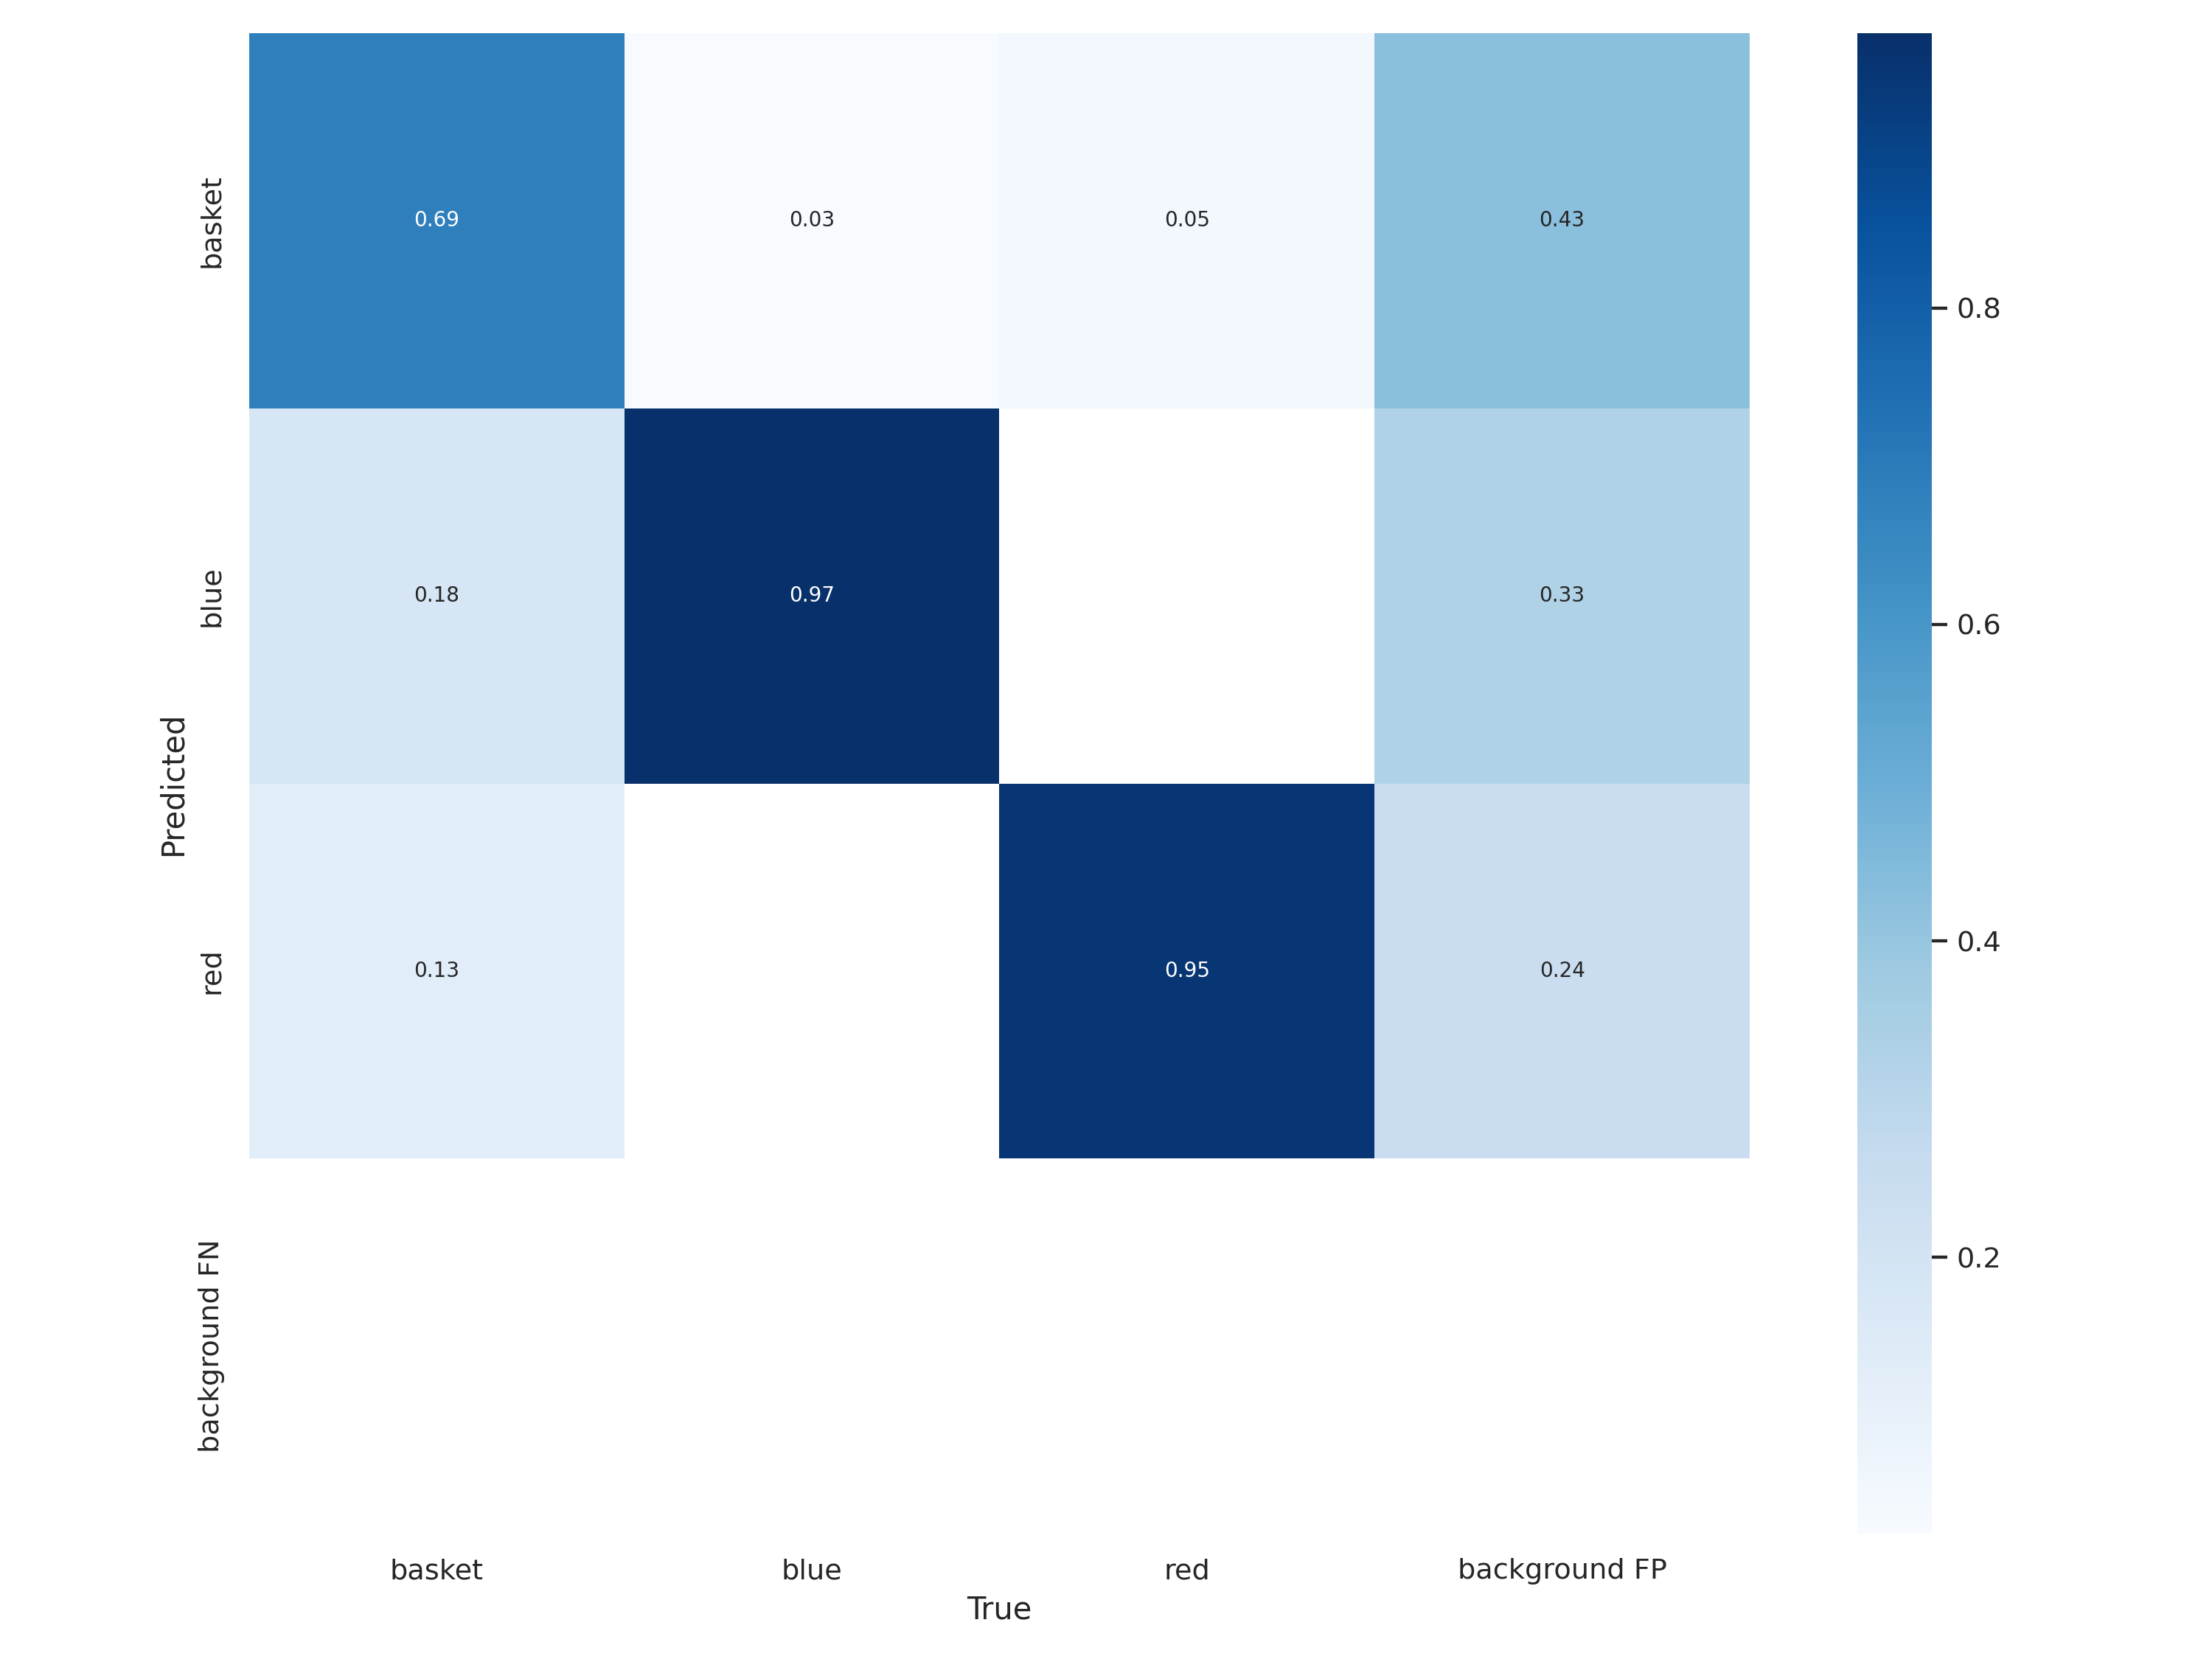 basket
0.69 0.03 0.05 0.43
blue
0.18 0.97 0.33
red
0.13 0.95 0.24
background FN
Predicted
basket blue red background FP
True
0.8
0.6
0.4
0.2